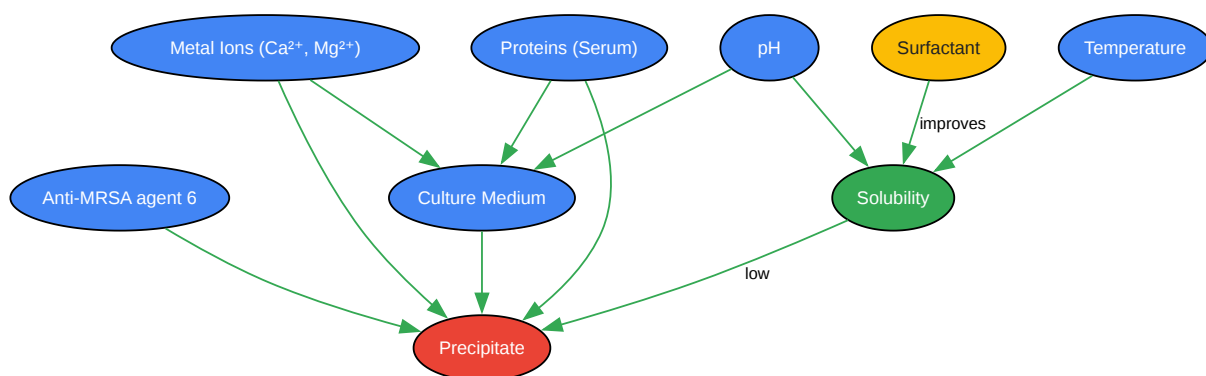 Metal Ions (Ca²⁺, Mg²⁺)
Proteins (Serum)
pH
Surfactant
Temperature
improves
Anti-MRSA agent 6
Culture Medium
Solubility
low
Precipitate